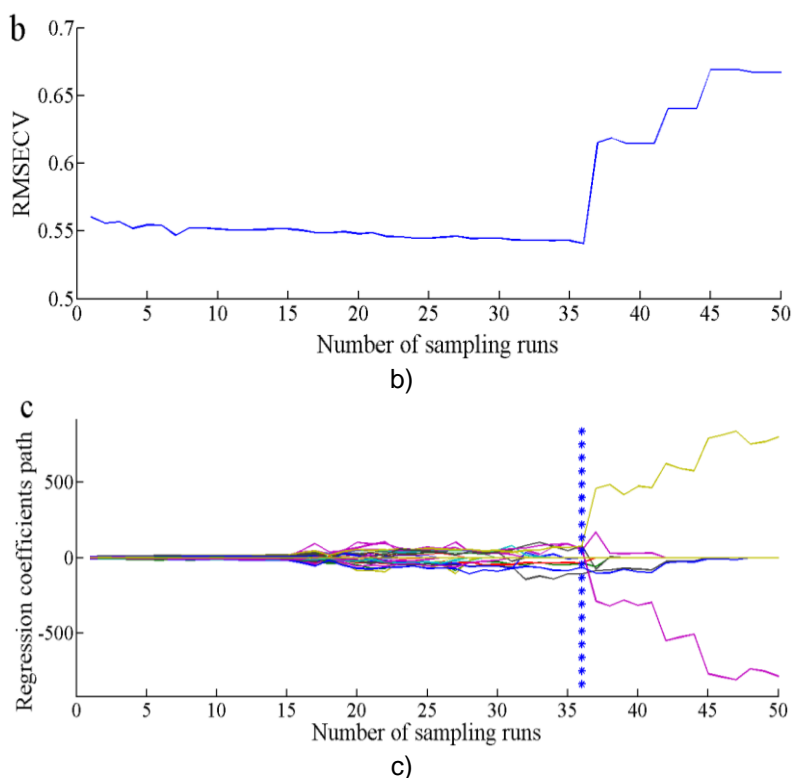 b
0.7
0.65
0.6
0.55
0.5
RMSECV
0 5 10 15 20 25 30 35 40 45 50
Number of sampling runs
b)
c
500
0
-500
Regression coefficients path
0 5 10 15 20 25 30 35 40 45 50
Number of sampling runs
c)